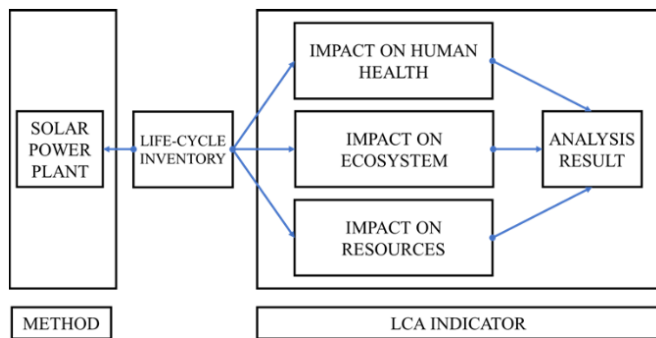 SOLAR
POWER
PLANT
LIFE-CYCLE
INVENTORY
IMPACT ON HUMAN
HEALTH
IMPACT ON
ECOSYSTEM
IMPACT ON
RESOURCES
ANALYSIS
RESULT
METHOD
LCA INDICATOR